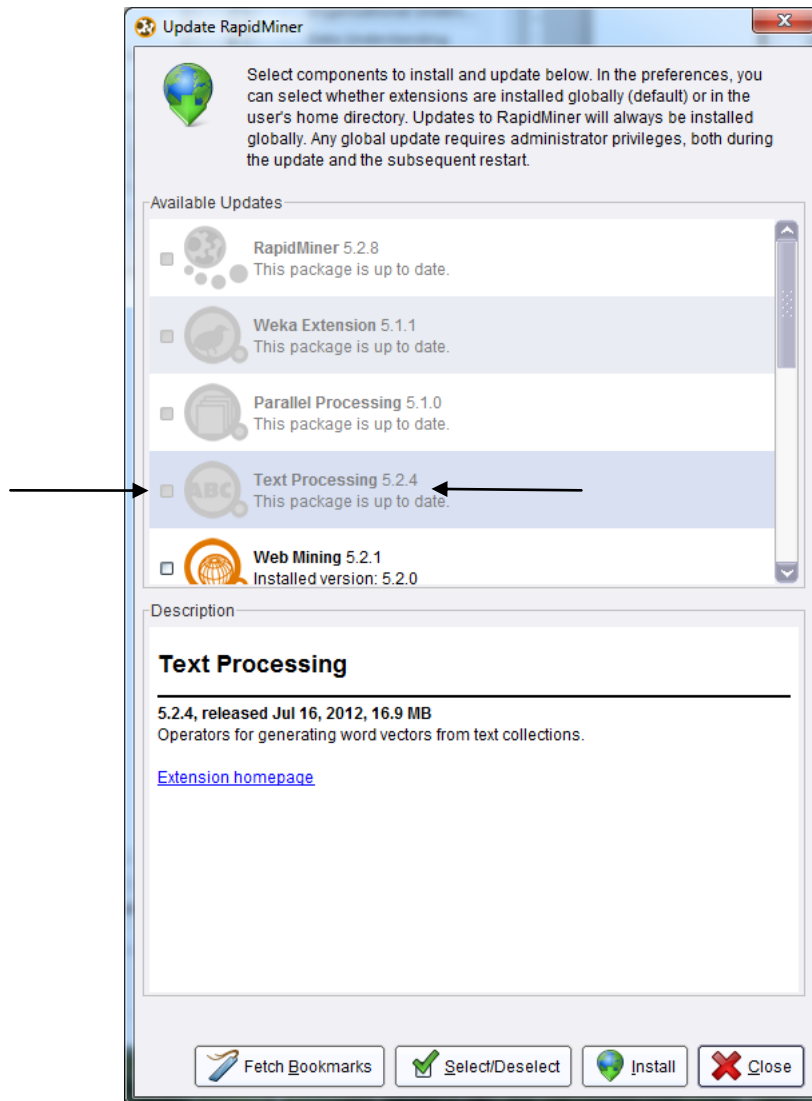 Update RapidMiner
Select components to install and update below. In the preferences, you
can select whether extensions are installed globally (default) or in the
user's home directory. Updates to RapidMiner will always be installed
globally. Any global update requires administrator privileges, both during
the update and the subsequent restart.
Available Updates
RapidMiner 5.2.8
This package is up to date.
Weka Extension 5.1.1
This package is up to date.
Parallel Processing 5.1.0
This package is up to date.
ABC
Text Processing 5.2.4
This package is up to date.
Web Mining 5.2.1
Installed version: 5.2.0
Description
Text Processing
5.2.4, released Jul 16, 2012, 16.9 MB
Operators for generating word vectors from text collections.
Extension homepage
Fetch Bookmarks
Select/Deselect
Install
Close